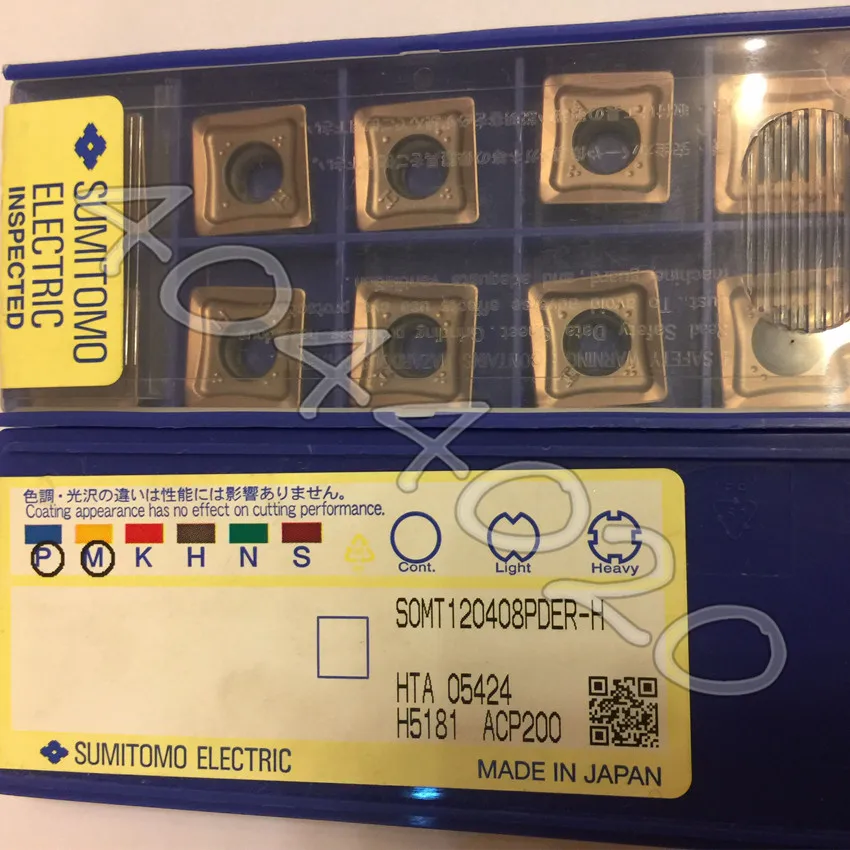 SUMITOMO
ELECTRIC
INSPECTED
4044020
色調・光沢の違いは性能には影響ありません。
Coating appearance has no effect on cutting performance.
P M K H N S
Cont. Light Heavy
SOMT120408PDER-H
HTA 05424
H5181 ACP200
SUMITOMO ELECTRIC
MADE IN JAPAN